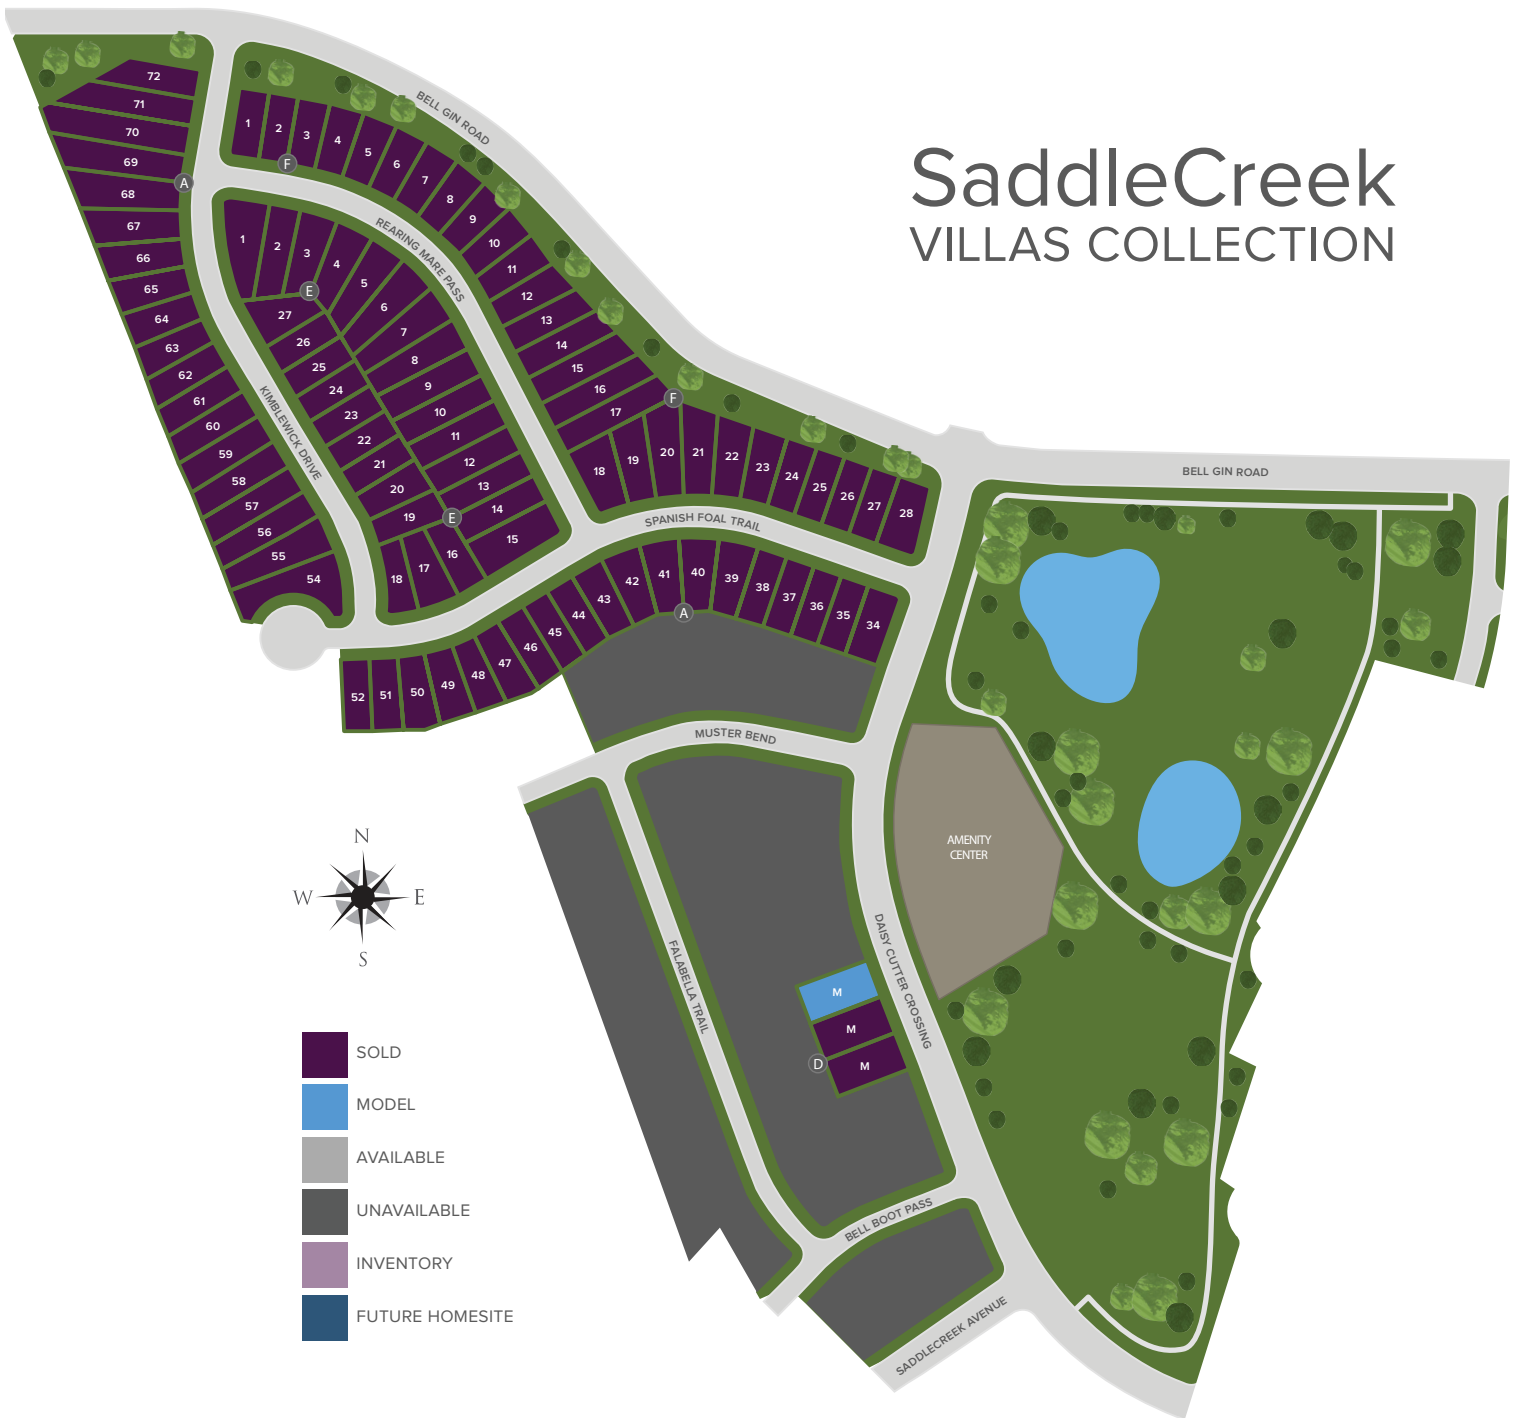 SaddleCreek
VILLAS COLLECTION
BELL GIN ROAD
REARING MARE PASS
KIMBLEWICK DRIVE
SPANISH FOAL TRAIL
BELL GIN ROAD
MUSTER BEND
FALABELLA TRAIL
DAISY CUTTER CROSSING
BELL BOOT PASS
SADDLECREEK AVENUE
AMENITY
CENTER
72
71
70
69
A
68
67
66
65
64
63
62
61
60
59
58
57
56
55
54
1
2
3
4
5
6
7
8
9
10
11
12
13
14
15
16
17
F
F
18
19
20
21
22
23
24
25
26
27
28
1
2
3
4
5
6
7
8
9
10
11
12
13
14
15
16
17
18
19
20
21
22
23
24
25
26
27
E
E
52
51
50
49
48
47
46
45
44
43
42
41
40
39
38
37
36
35
34
A
M
M
M
D
N
W
E
S
SOLD
MODEL
AVAILABLE
UNAVAILABLE
INVENTORY
FUTURE HOMESITE